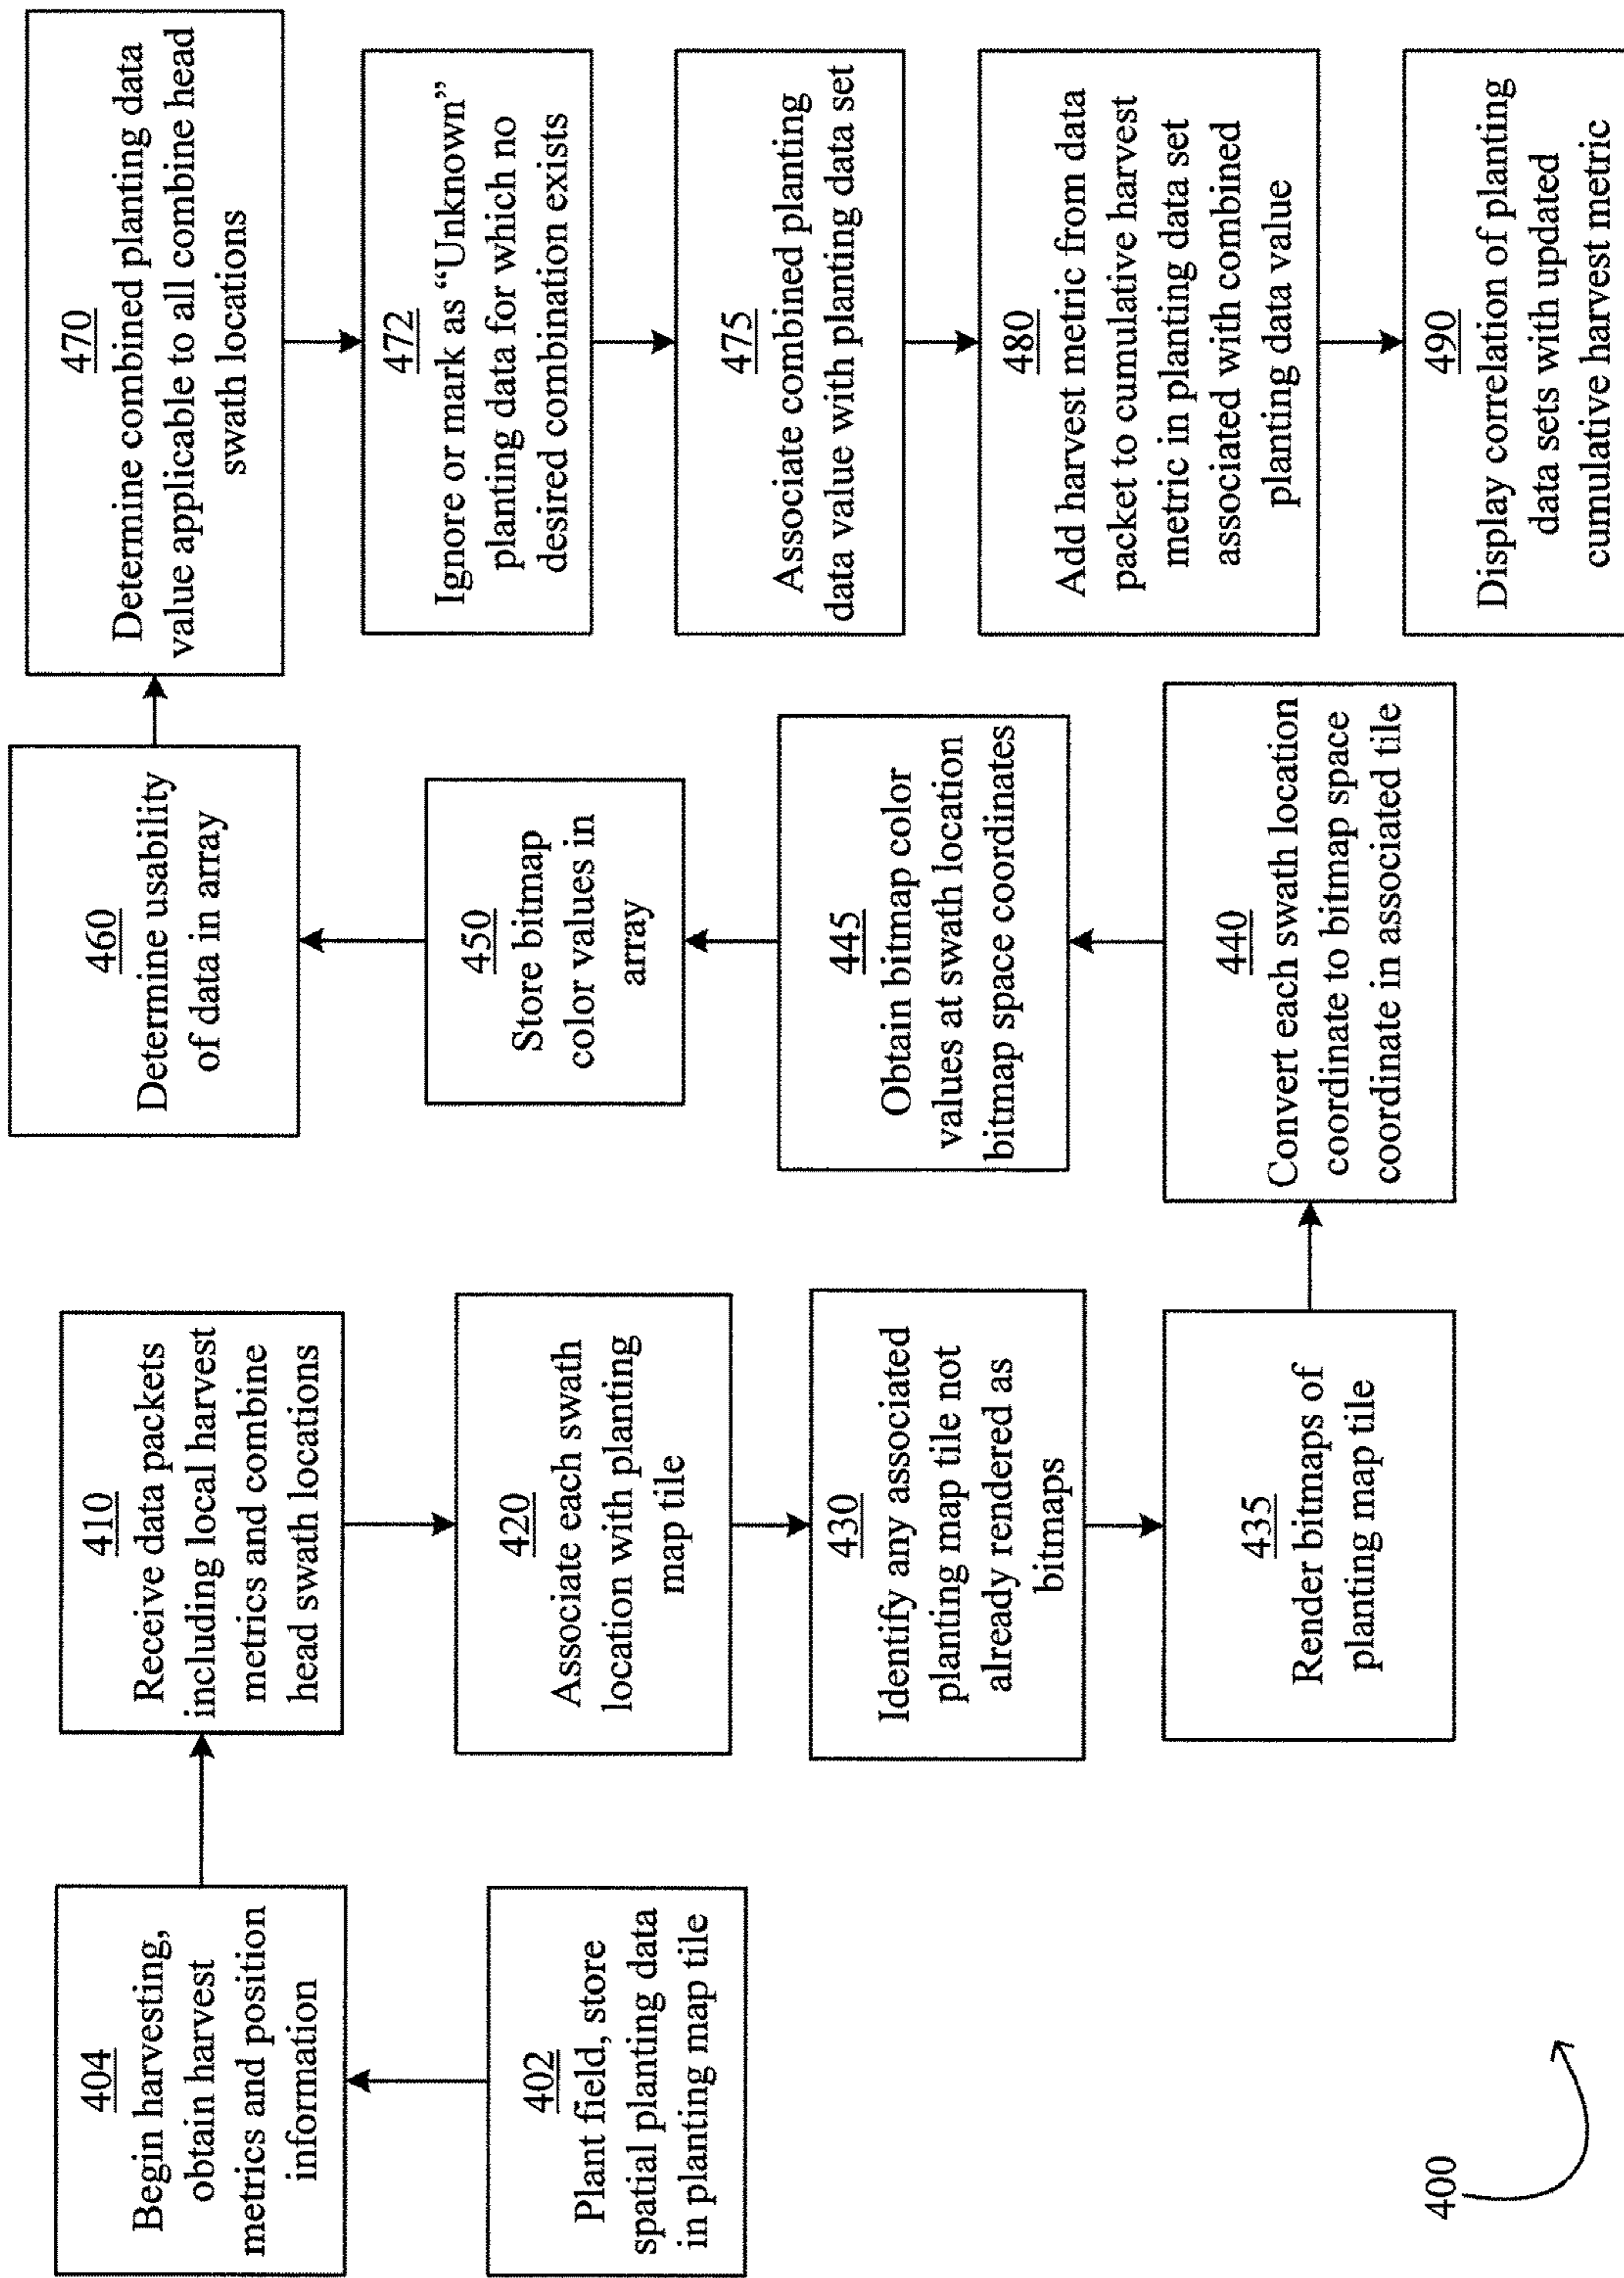 402
Plant field, store
spatial planting data
in planting map tile
404
Begin harvesting,
obtain harvest
metrics and position
information
410
Receive data packets
including local harvest
metrics and combine
head swath locations
420
Associate each swath
location with planting
map tile
430
Identify any associated
planting map tile not
already rendered as
bitmaps
435
Render bitmaps of
planting map tile
440
Convert each swath location
coordinate to bitmap space
coordinate in associated tile
445
Obtain bitmap color
values at swath location
bitmap space coordinates
450
Store bitmap
color values in
array
460
Determine usability
of data in array
470
Determine combined planting data
value applicable to all combine head
swath locations
472
Ignore or mark as “Unknown”
planting data for which no
desired combination exists
475
Associate combined planting
data value with planting data set
480
Add harvest metric from data
packet to cumulative harvest
metric in planting data set
associated with combined
planting data value
490
Display correlation of planting
data sets with updated
cumulative harvest metric
400